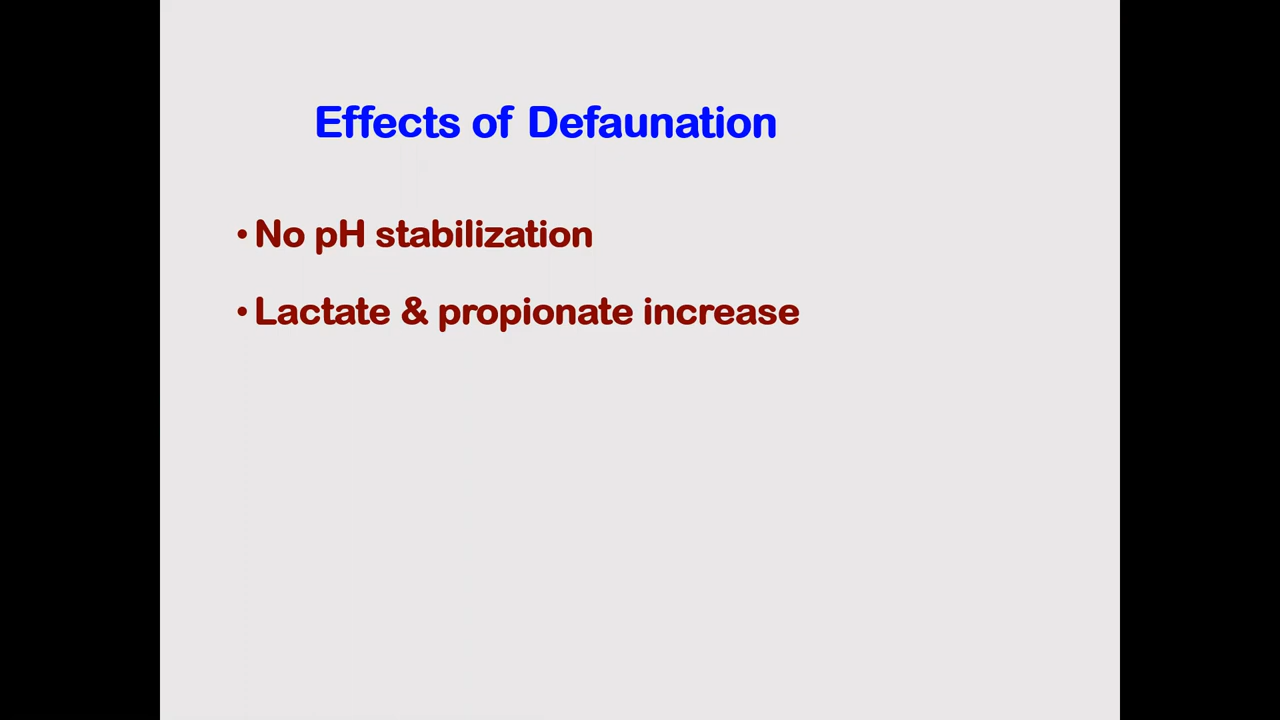 Effects of Defaunation
• No pH stabilization
• Lactate & propionate increase